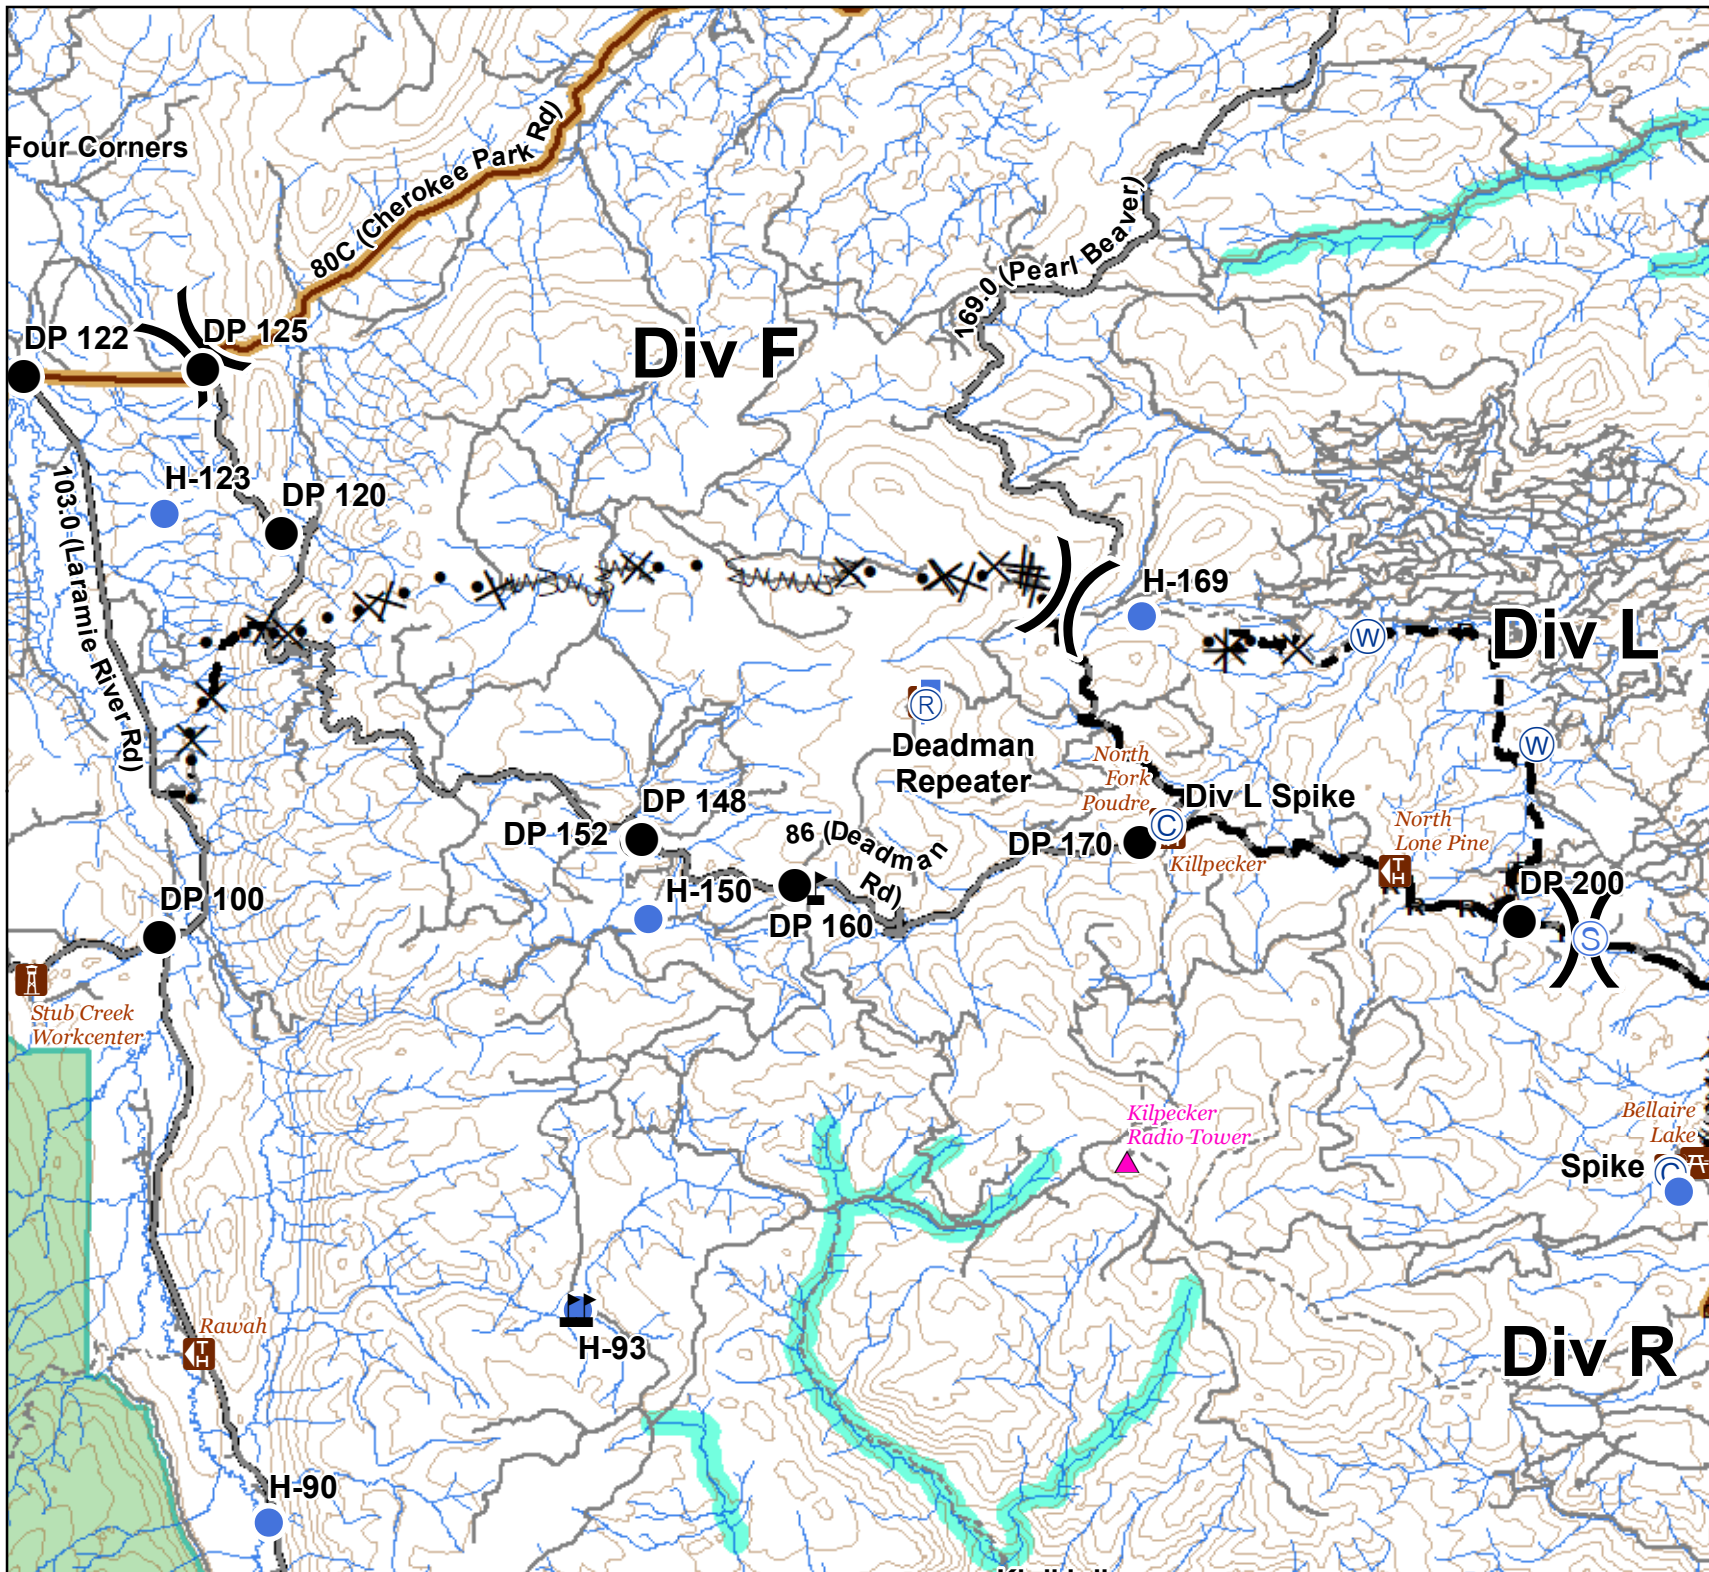 Four Corners
80C (Cherokee Park Rd)
169.0 (Pearl Beaver)
DP 122
DP 125
Div F
H-123
DP 120
103.0 (Laramie River Rd)
H-169
W
Div L
R
Deadman
Repeater
W
North
Fork
Poudre
Div L Spike
C
DP 148
DP 152
86 (Deadman
Rd)
DP 170
Killpecker
North
Lone Pine
TH
DP 100
H-150
DP 160
DP 200
R R
S
Stub Creek
Workcenter
Kilpecker
Radio Tower
Bellaire
Lake
Spike
C
Rawah
TH
H-93
Div R
H-90